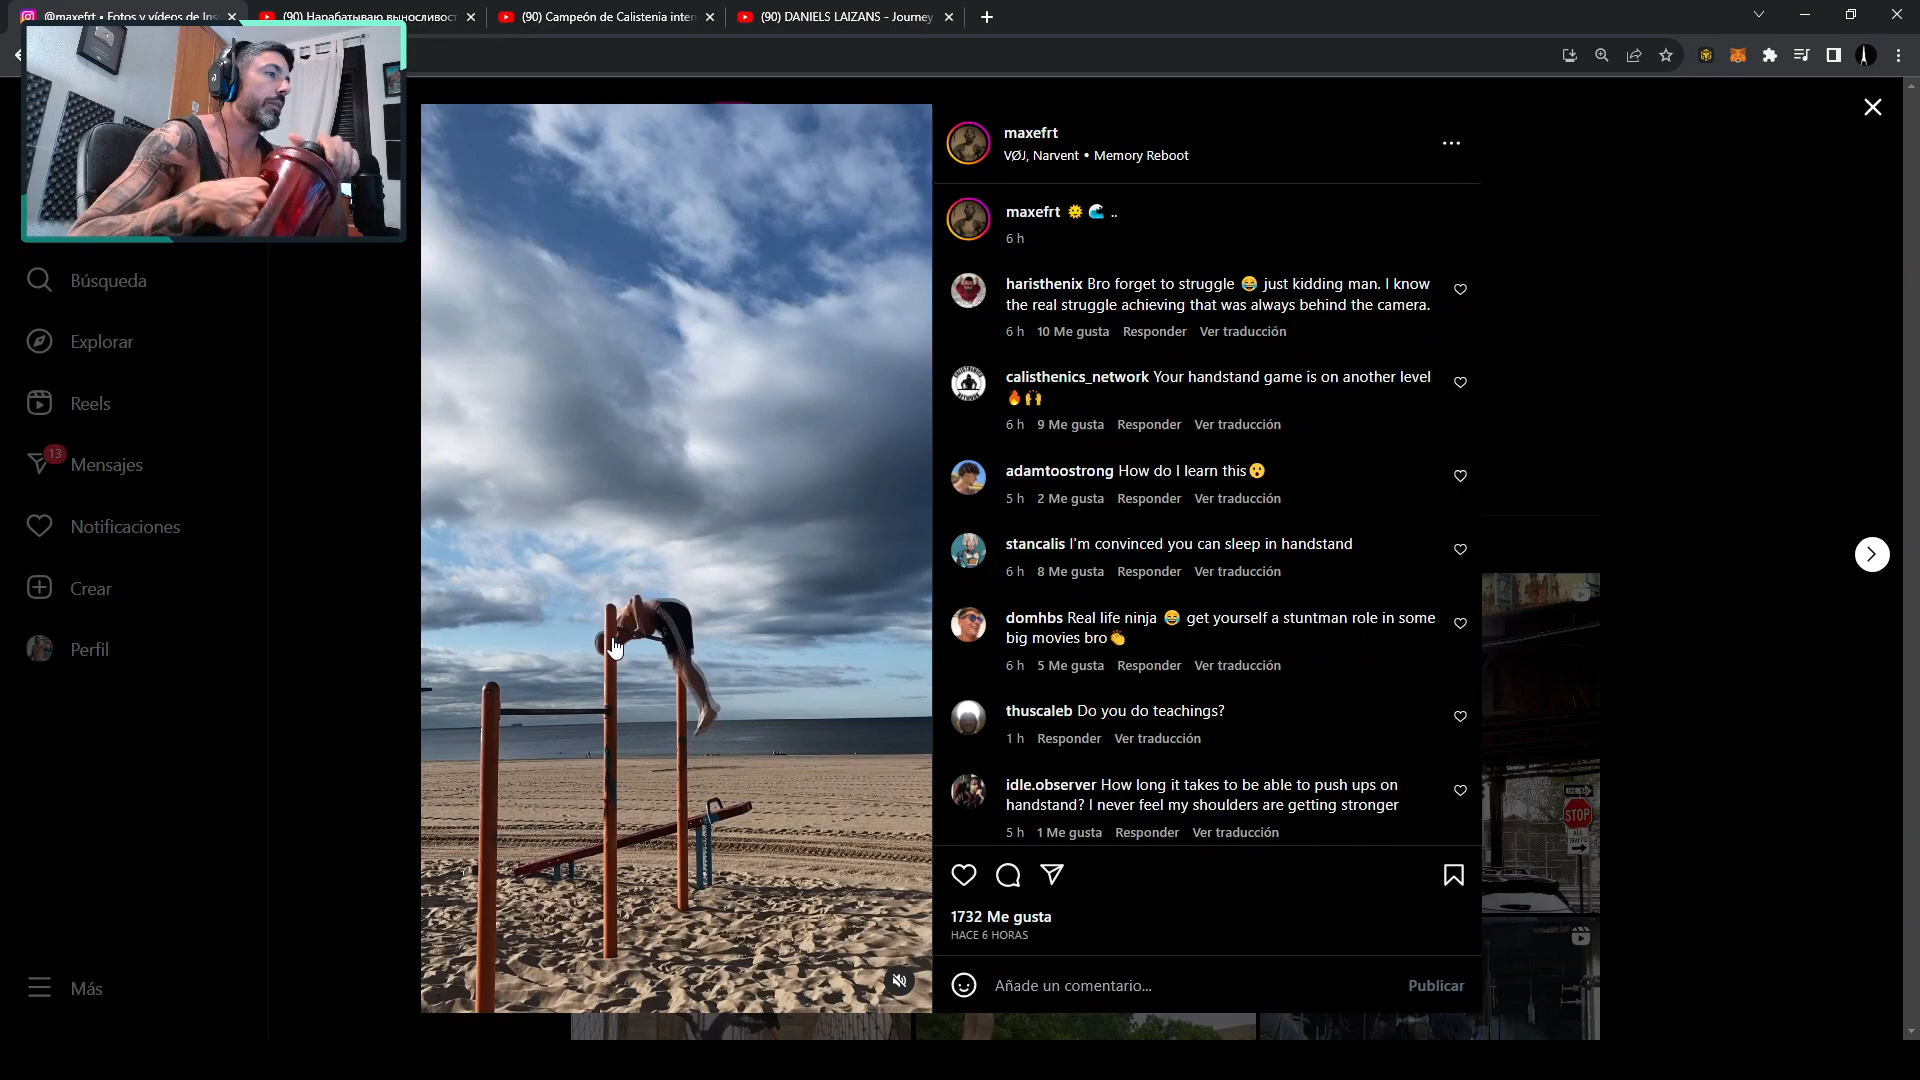 @maxefrt • Fotos y vídeos de Ins
(90) Нарабатываю выносливост
(90) Campeón de Calistenia inter
(90) DANIELS LAIZANS - Journey
maxefrt
VØJ, Narvent • Memory Reboot
maxefrt 🌞 🌊 ..
6 h
haristhenix Bro forget to struggle 😂 just kidding man. I know
the real struggle achieving that was always behind the camera.
6 h 10 Me gusta Responder Ver traducción
calisthenics_network Your handstand game is on another level
🔥🙌
6 h 9 Me gusta Responder Ver traducción
adamtoostrong How do I learn this😮
5 h 2 Me gusta Responder Ver traducción
stancalis I'm convinced you can sleep in handstand
6 h 8 Me gusta Responder Ver traducción
domhbs Real life ninja 😂 get yourself a stuntman role in some
big movies bro👏
6 h 5 Me gusta Responder Ver traducción
thuscaleb Do you do teachings?
1 h Responder Ver traducción
idle.observer How long it takes to be able to push ups on
handstand? I never feel my shoulders are getting stronger
5 h 1 Me gusta Responder Ver traducción
1732 Me gusta
HACE 6 HORAS
Añade un comentario...
Publicar
Búsqueda
Explorar
Reels
13
Mensajes
Notificaciones
Crear
Perfil
Más
STOP
ALL